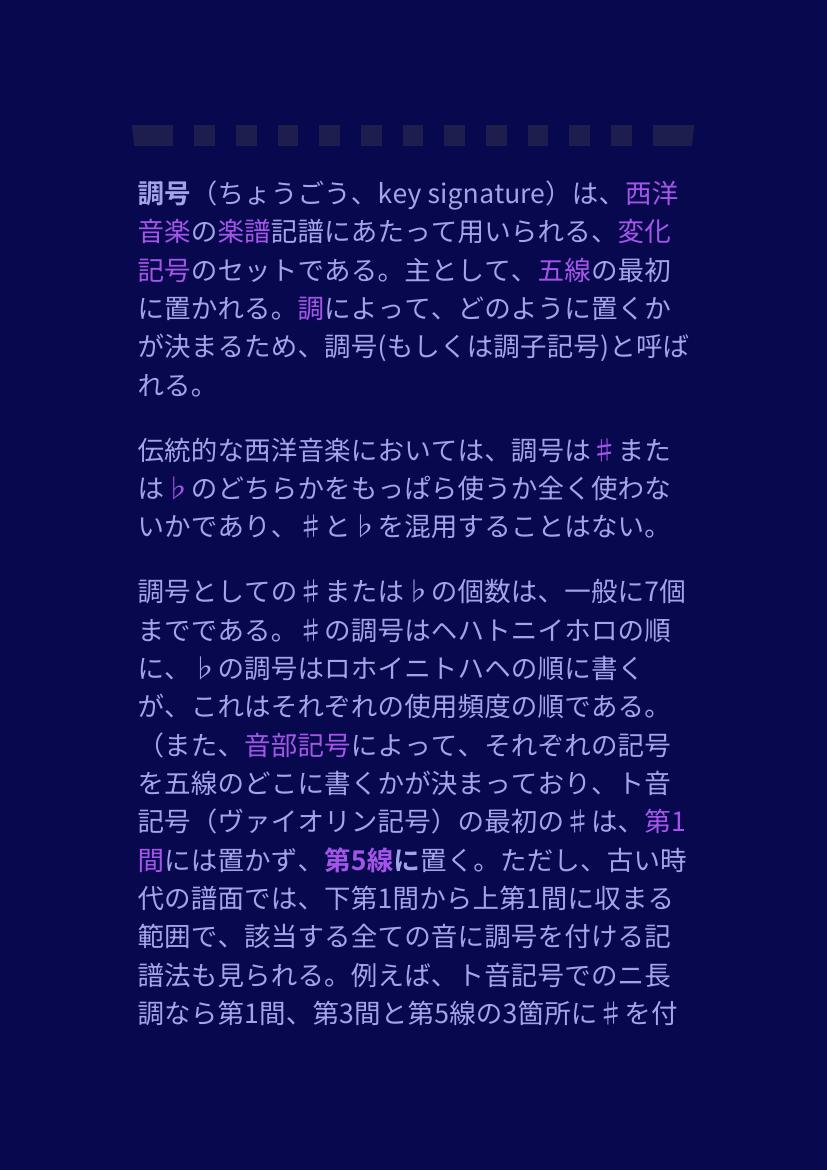 調号（ちょうごう、key signature）は、西洋
音楽の楽譜記譜にあたって用いられる、変化
記号のセットである。主として、五線の最初
に置かれる。調によって、どのように置くか
が決まるため、調号(もしくは調子記号)と呼ば
れる。
伝統的な西洋音楽においては、調号は♯また
は♭のどちらかをもっぱら使うか全く使わな
いかであり、♯と♭を混用することはない。
調号としての♯または♭の個数は、一般に7個
までである。♯の調号はヘハトニイホロの順
に、♭の調号はロホイニトハヘの順に書く
が、これはそれぞれの使用頻度の順である。
（また、音部記号によって、それぞれの記号
を五線のどこに書くかが決まっており、ト音
記号（ヴァイオリン記号）の最初の♯は、第1
間には置かず、第5線に置く。ただし、古い時
代の譜面では、下第1間から上第1間に収まる
範囲で、該当する全ての音に調号を付ける記
譜法も見られる。例えば、ト音記号でのニ長
調なら第1間、第3間と第5線の3箇所に♯を付